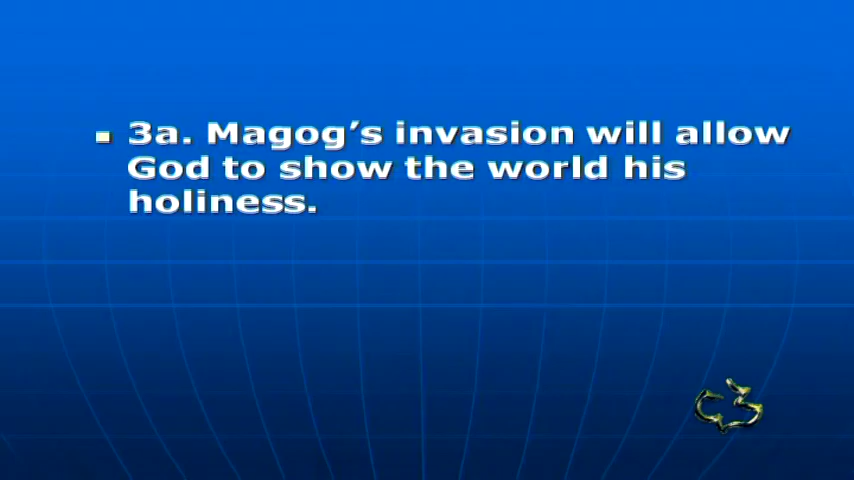 3a. Magog's invasion will allow
God to show the world his
holiness.